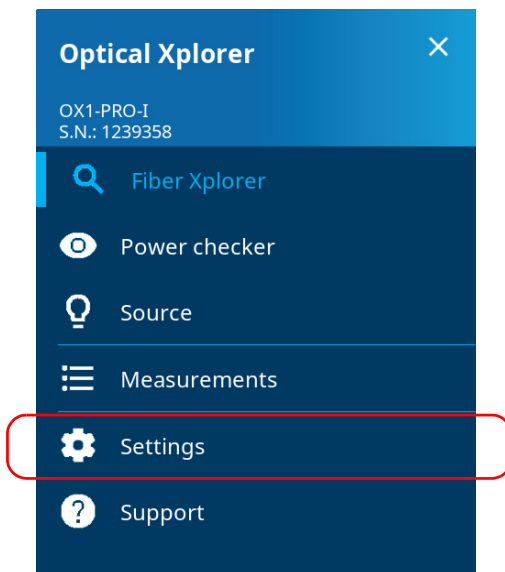 Optical Xplorer
OX1-PRO-I
S.N.: 1239358
Fiber Xplorer
Power checker
Source
Measurements
Settings
Support